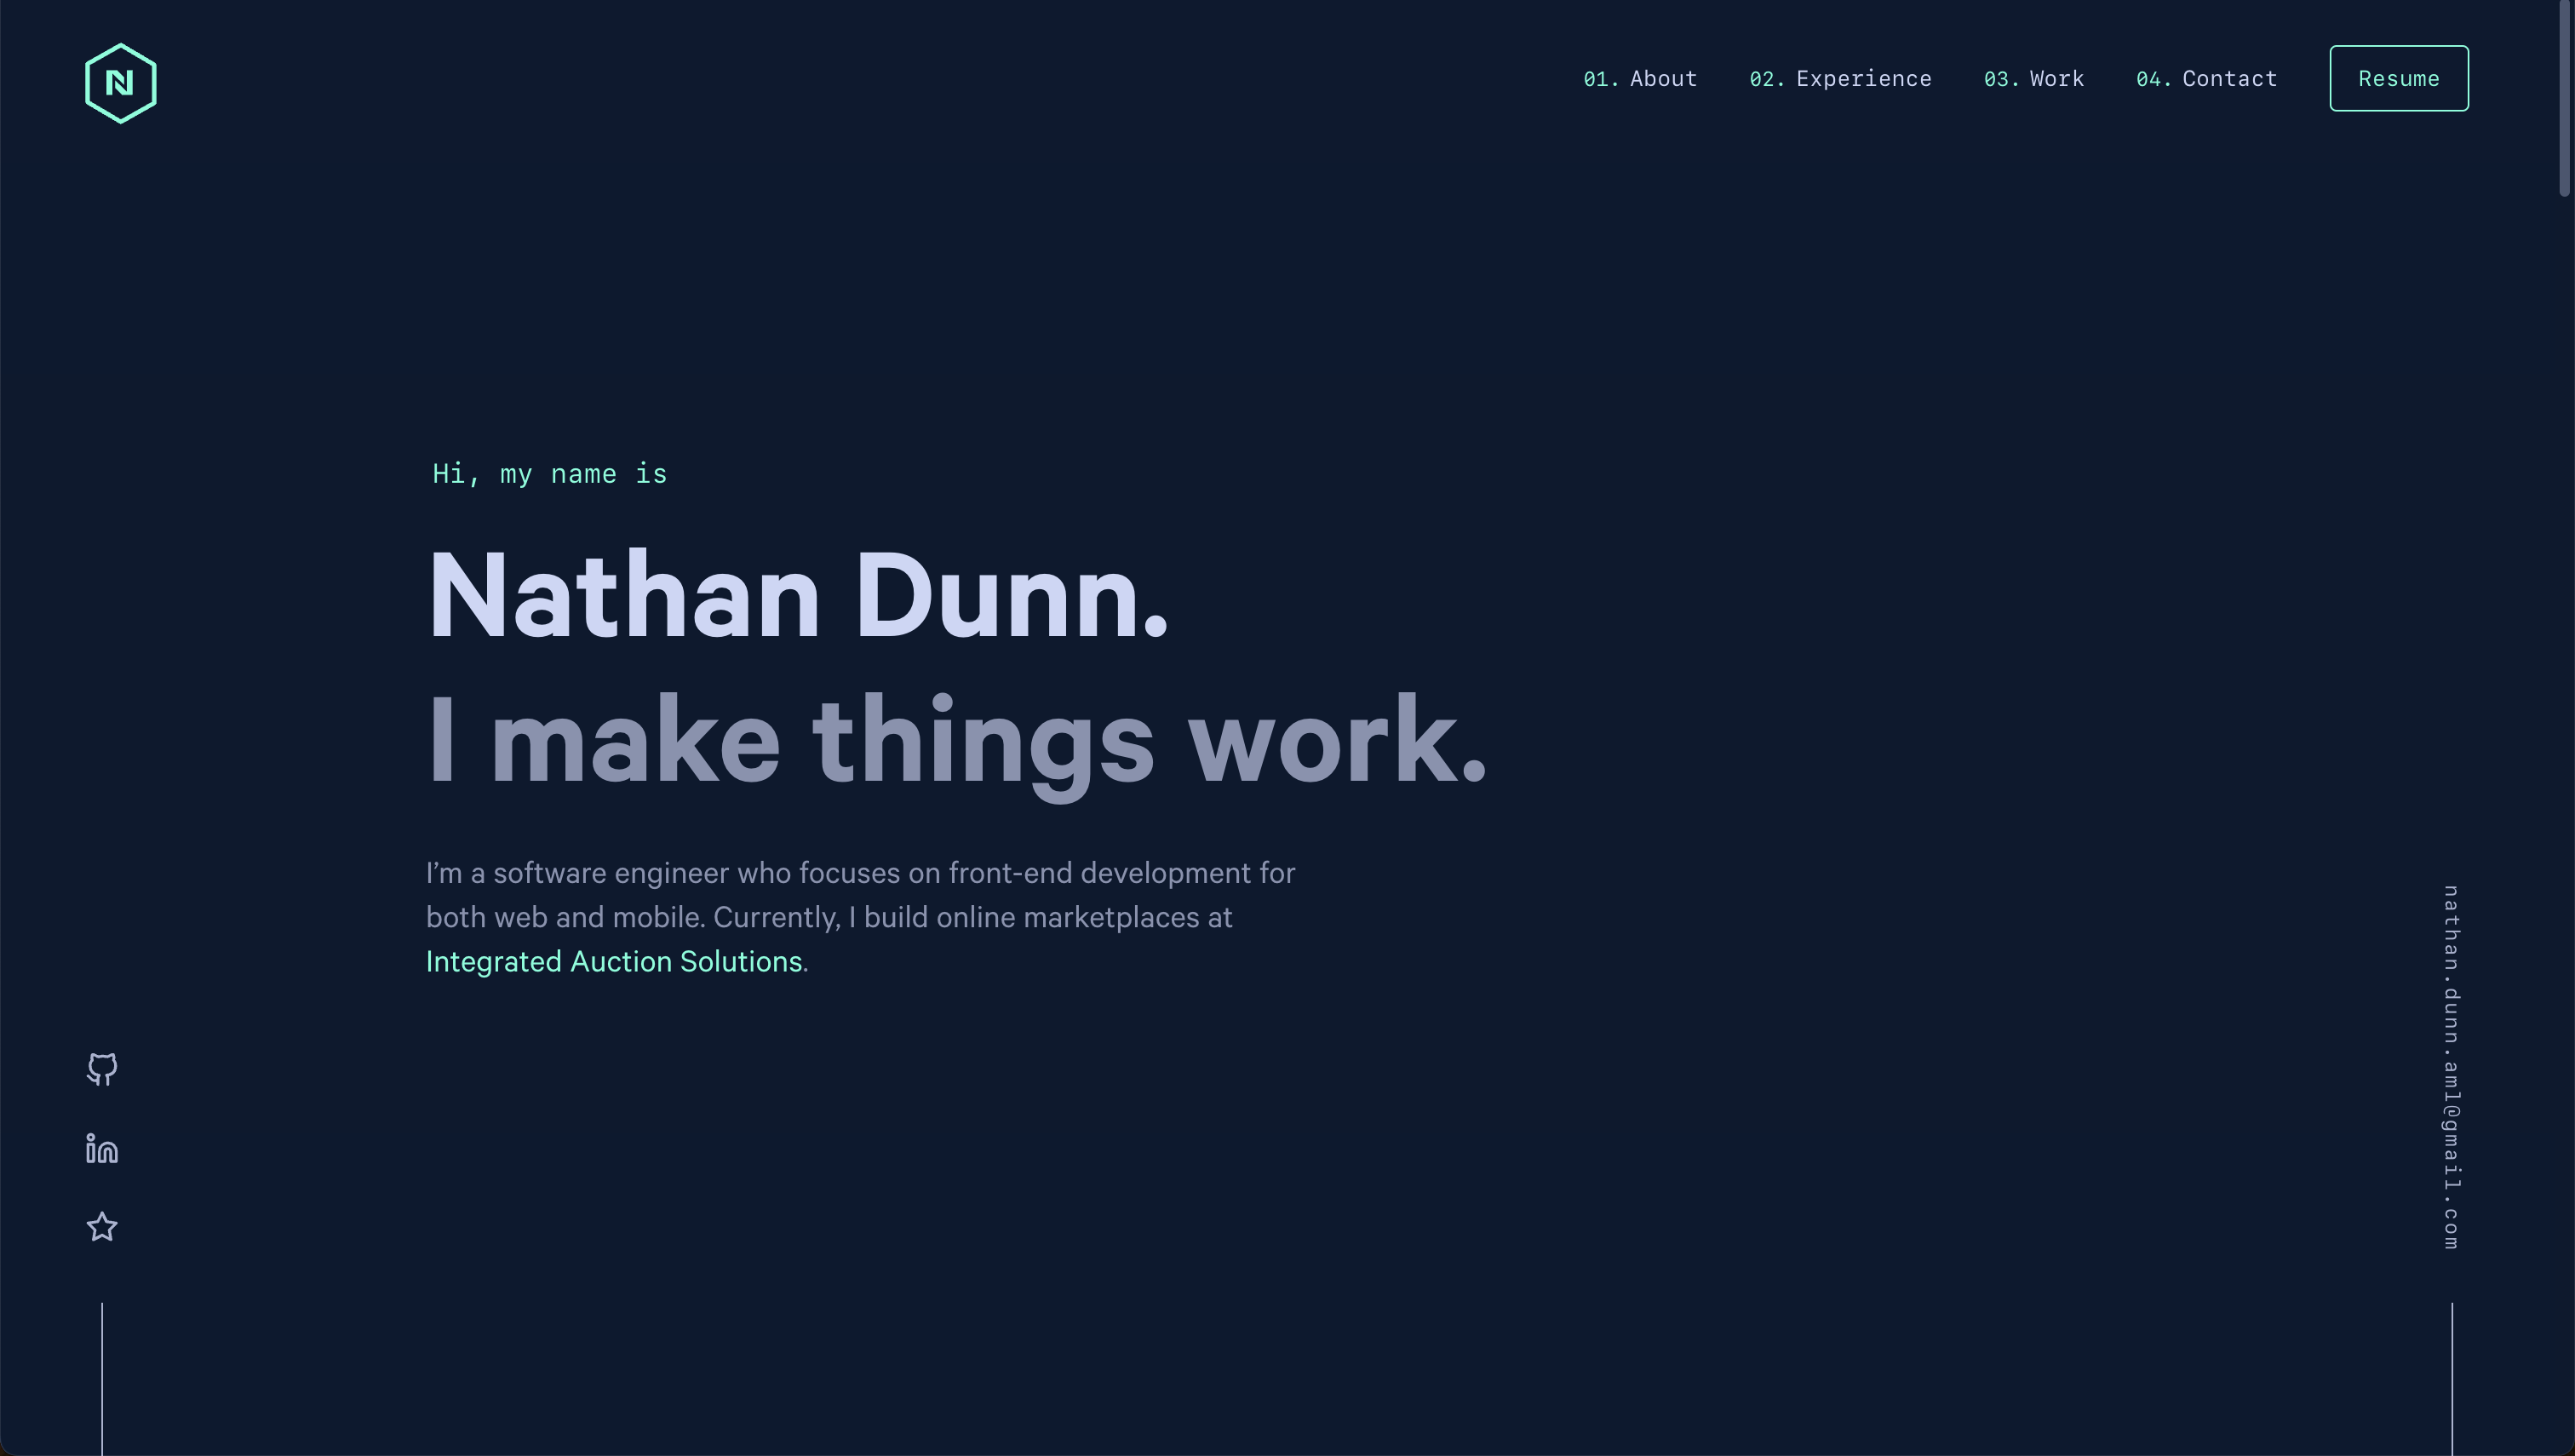 N
01. About
02. Experience
03. Work
04. Contact
Resume
Hi, my name is
Nathan Dunn.
I make things work.
I’m a software engineer who focuses on front-end development for
both web and mobile. Currently, I build online marketplaces at
Integrated Auction Solutions.
in
nathan.dunn.aml@gmail.com